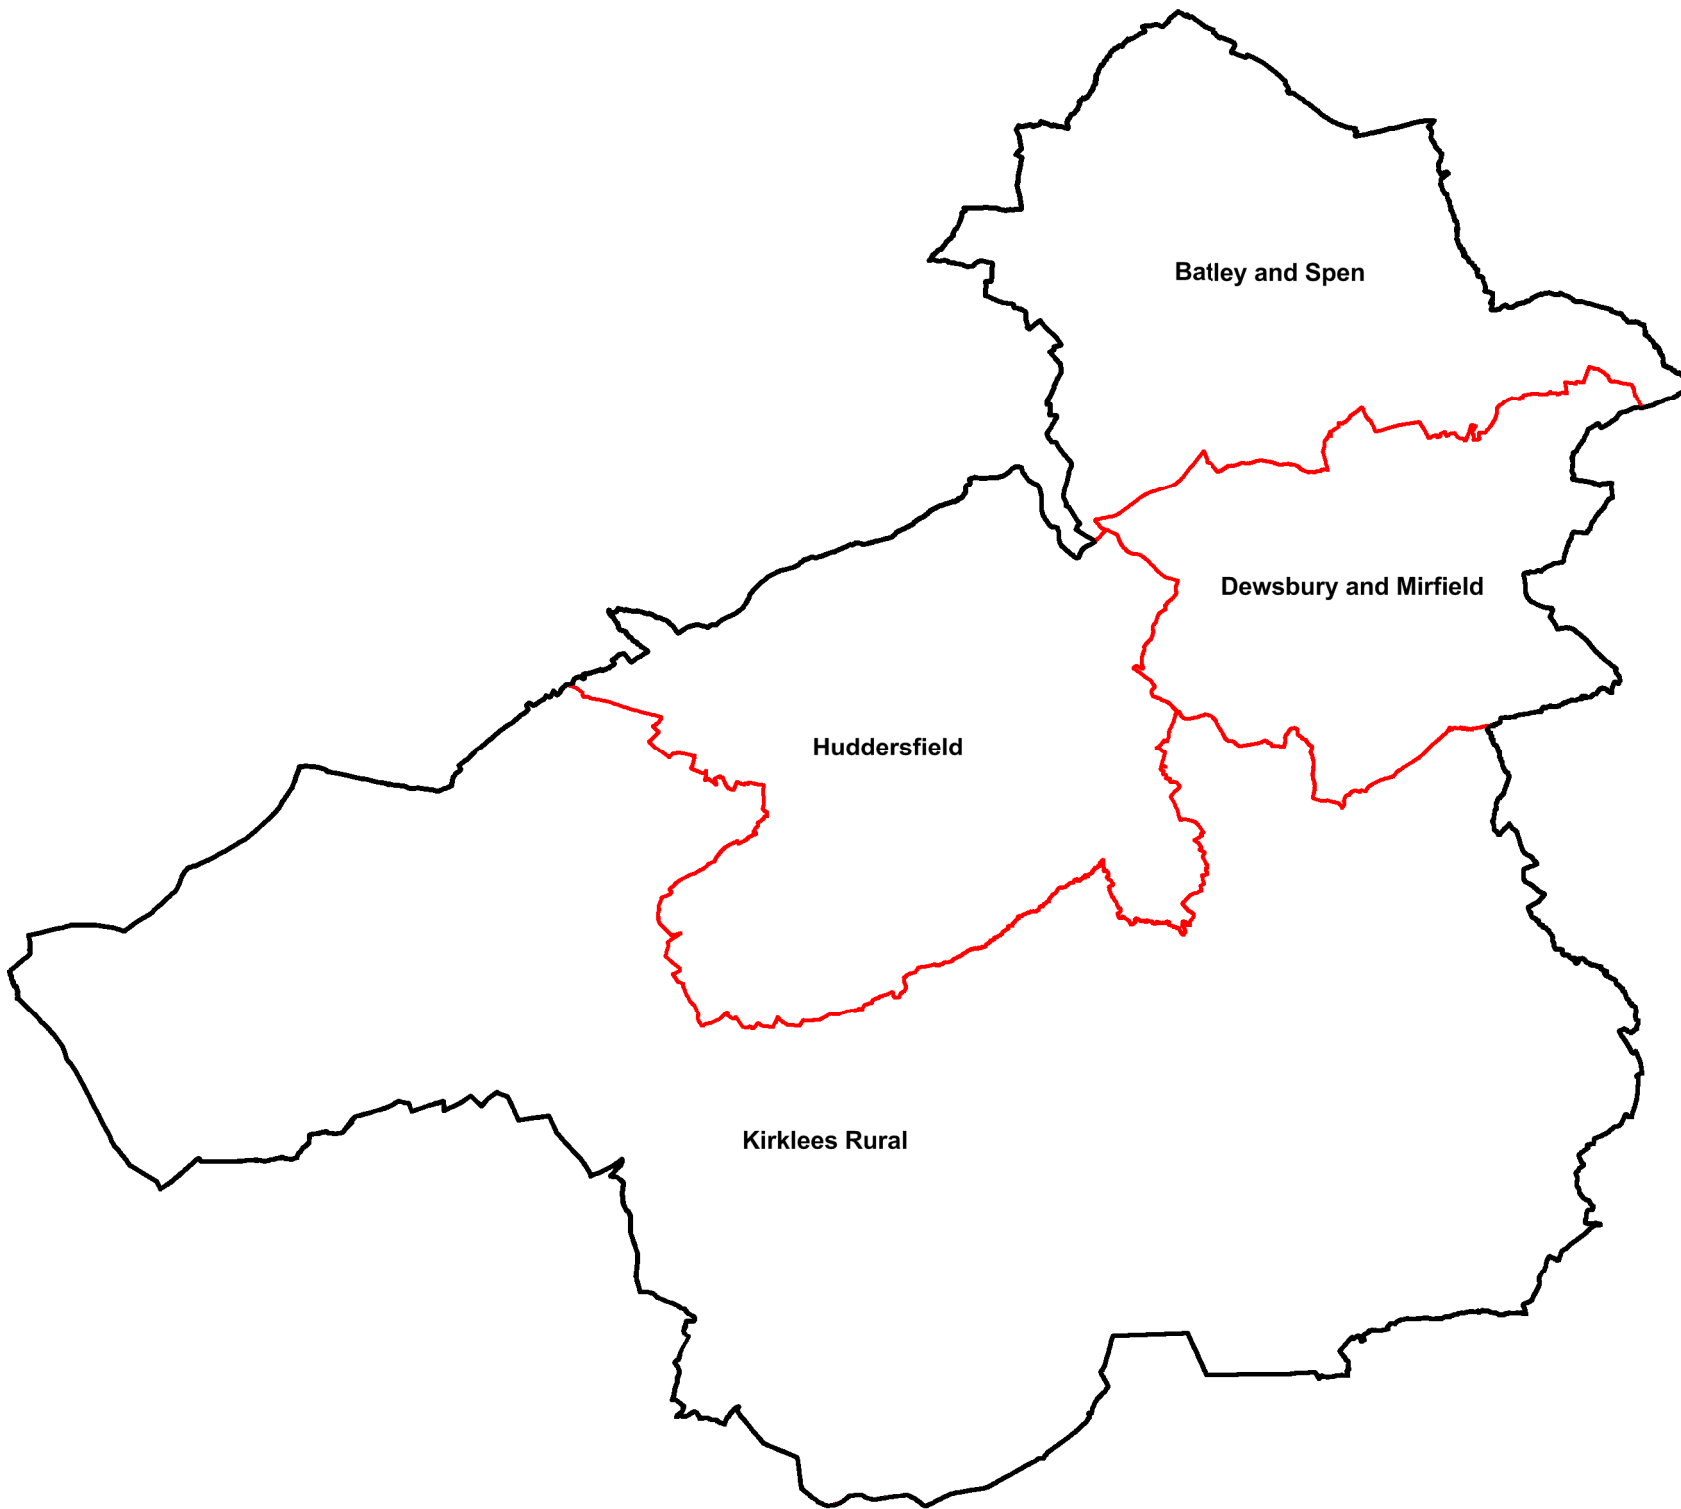 Batley and Spen
Dewsbury and Mirfield
Huddersfield
Kirklees Rural